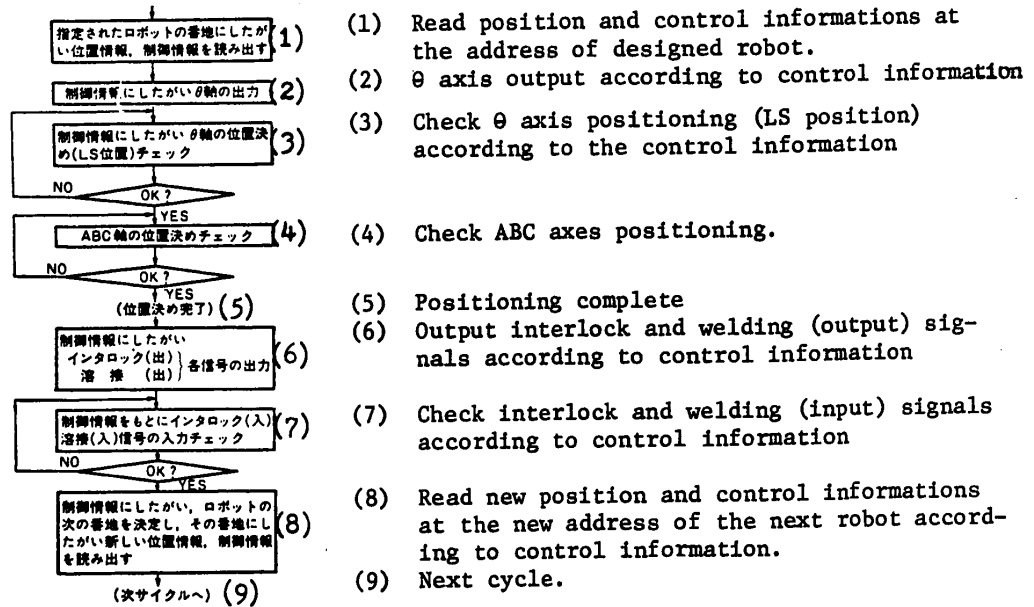 指定されたロボットの番地にしたが
い位置情報，制御情報を読み出す
(1)
制御情報にしたがいθ軸の出力
(2)
制御情報にしたがいθ軸の位置決
め(LS位置)チェック
(3)
NO
OK?
YES
ABC軸の位置決めチェック
(4)
NO
OK?
YES
(位置決め完了)
(5)
制御情報にしたがい
インタロック(出)
溶 接 (出)
各信号の出力
(6)
制御情報をもとにインタロック(入)
溶接(入)信号の入力チェック
(7)
NO
OK?
YES
制御情報にしたがい，ロボットの
次の番地を決定し，その番地にし
たがい新しい位置情報，制御情報
を読み出す
(8)
(次サイクルへ)
(9)
(1) Read position and control informations at
the address of designed robot.
(2) θ axis output according to control information
(3) Check θ axis positioning (LS position)
according to the control information
(4) Check ABC axes positioning.
(5) Positioning complete
(6) Output interlock and welding (output) sig-
nals according to control information
(7) Check interlock and welding (input) signals
according to control information
(8) Read new position and control informations
at the new address of the next robot accord-
ing to control information.
(9) Next cycle.